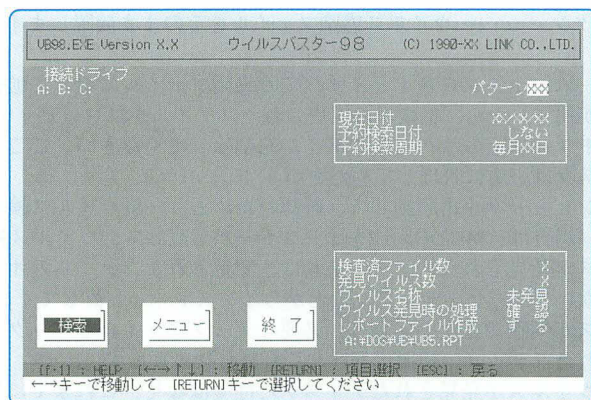 VB98.EXE Version X.X ウイルスバスター98 (C) 1990-XX LINK CO.,LTD.
接続ドライブ
A: B: C:
パターンXX
現在日付 XX/XX/XX
予約検索日付 しない
予約検索周期 毎月XX日
検査済ファイル数 X
発見ウイルス数 X
ウイルス名称 未発見
ウイルス発見時の処理 確 認
レポートファイル作成 す る
A:¥DOS¥VE¥VB5.RPT
検索 メニュー 終 了
[f・1] : HELP [←→↑↓] : 移動 [RETURN] : 項目選択 [ESC] : 戻る
←→キーで移動して [RETURN]キーで選択してください